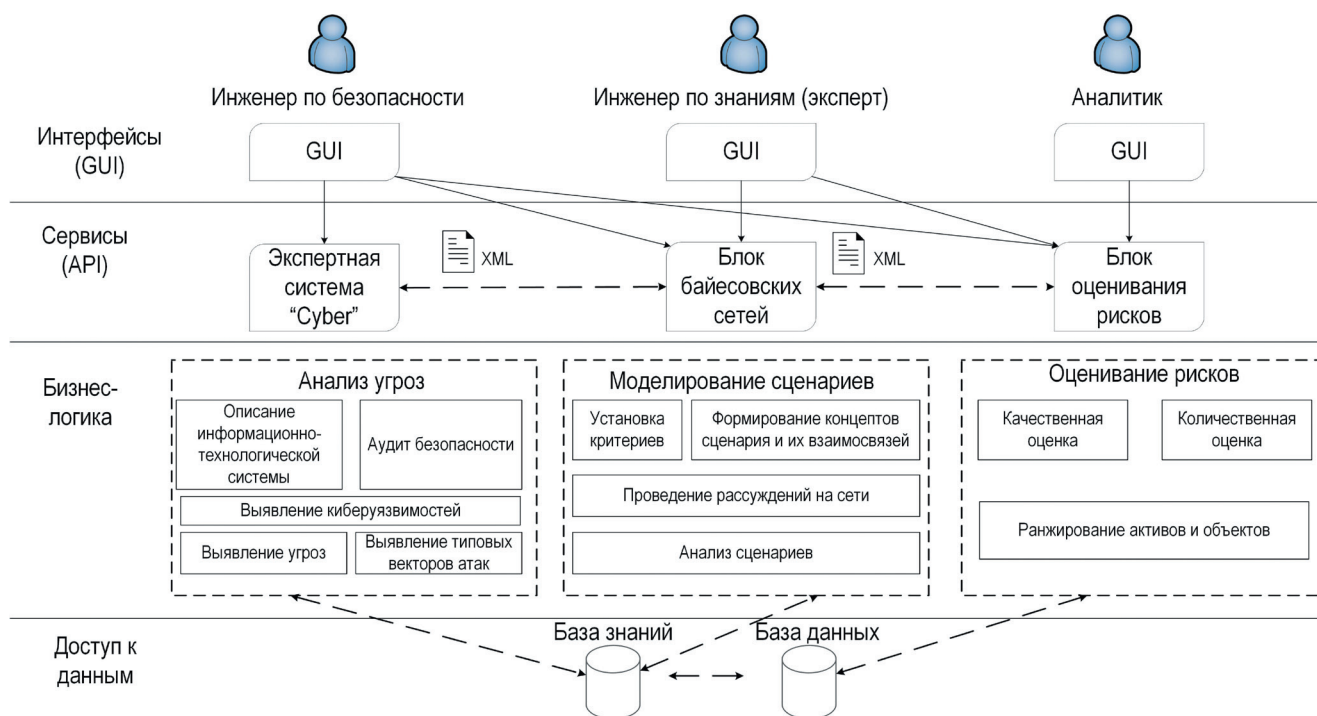 Инженер по безопасности
Инженер по знаниям (эксперт)
Аналитик
Интерфейсы
(GUI)
GUI
GUI
GUI
Сервисы
(API)
Экспертная
система
“Cyber”
XML
Блок
байесовских
сетей
XML
Блок
оценивания
рисков
Бизнес-
логика
Анализ угроз
Описание
информационно-
технологической
системы
Аудит безопасности
Выявление киберуязвимостей
Выявление угроз
Выявление типовых
векторов атак
Моделирование сценариев
Установка
критериев
Формирование концептов
сценария и их взаимосвязей
Проведение рассуждений на сети
Анализ сценариев
Оценивание рисков
Качественная
оценка
Количественная
оценка
Ранжирование активов и объектов
Доступ к
данным
База знаний
База данных